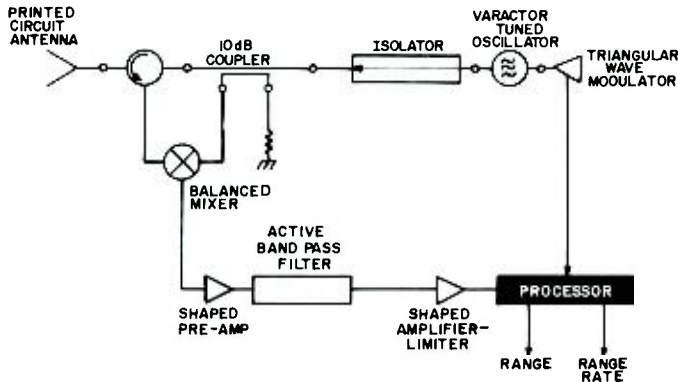 PRINTED
CIRCUIT
ANTENNA
10dB
COUPLER
ISOLATOR
VARACTOR
TUNED
OSCILLATOR
TRIANGULAR
WAVE
MODULATOR
BALANCED
MIXER
ACTIVE
BAND PASS
FILTER
SHAPED
PRE-AMP
SHAPED
AMPLIFIER-
LIMITER
PROCESSOR
RANGE
RANGE
RATE